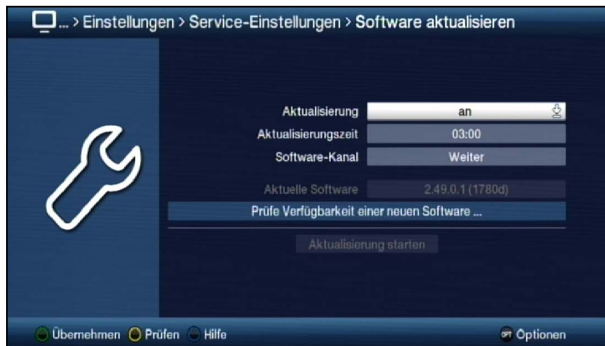 ... > Einstellungen > Service-Einstellungen > Software aktualisieren
Aktualisierung an
Aktualisierungszeit 03:00
Software-Kanal Weiter
Aktuelle Software 2.49.0.1 (1780d)
Prüfe Verfügbarkeit einer neuen Software ...
Aktualisierung starten
Übernehmen Prüfen Hilfe OPT Optionen